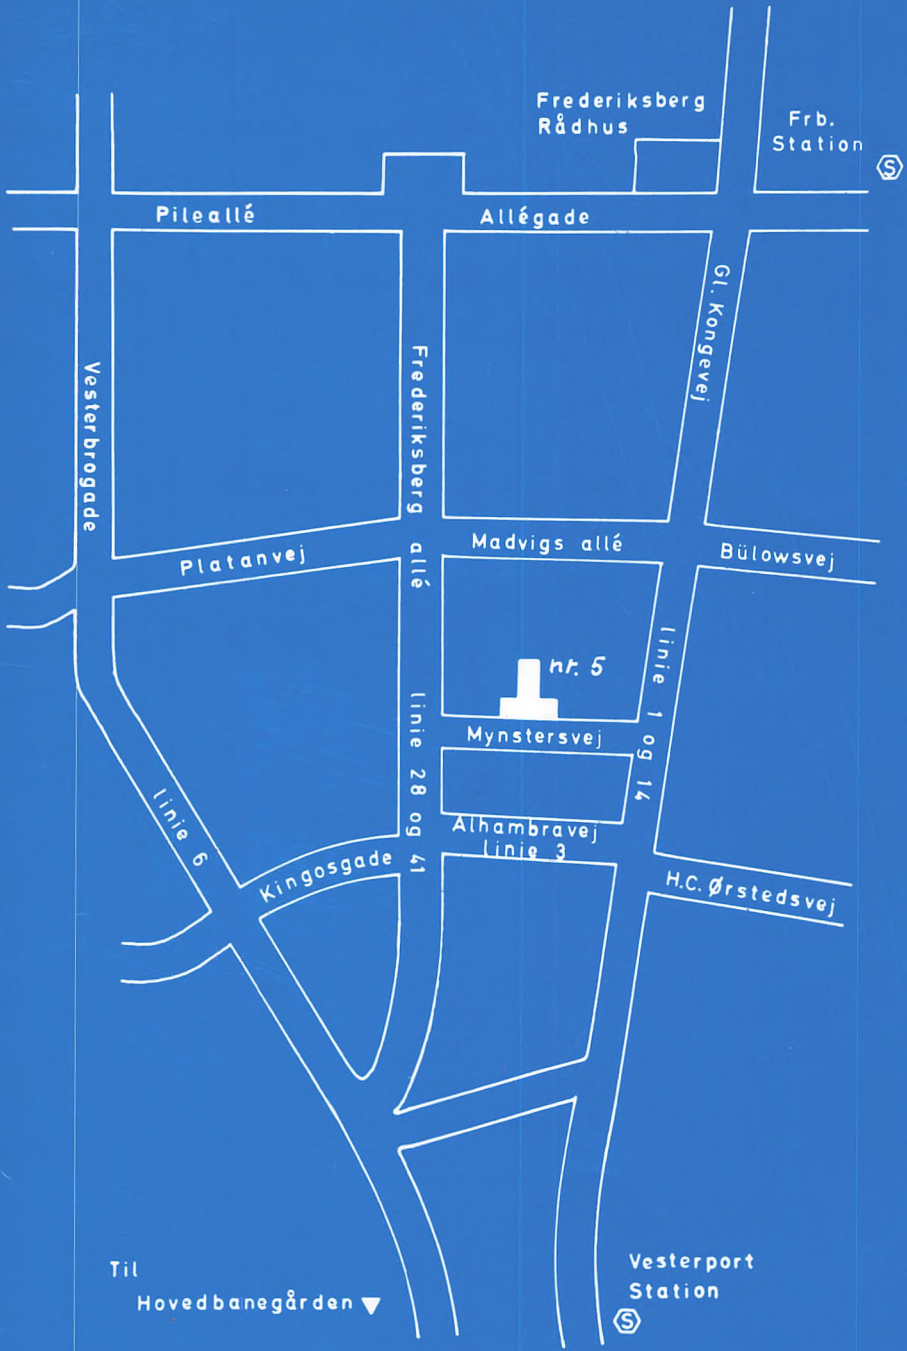 Frederiksberg
Rådhus
Frb.
Station
S
Pileallé
Allégade
Gl. Kongevej
Vesterbrogade
Frederiksberg allé
Platanvej
Madvigs allé
Bülowsvej
nr. 5
linie 1 og 14
linie 28 og 41
Mynstersvej
linie 6
Alhambravej
linie 3
Kingosgade
H.C. Ørstedsvej
Til
Hovedbanegården
Vesterport
Station
S